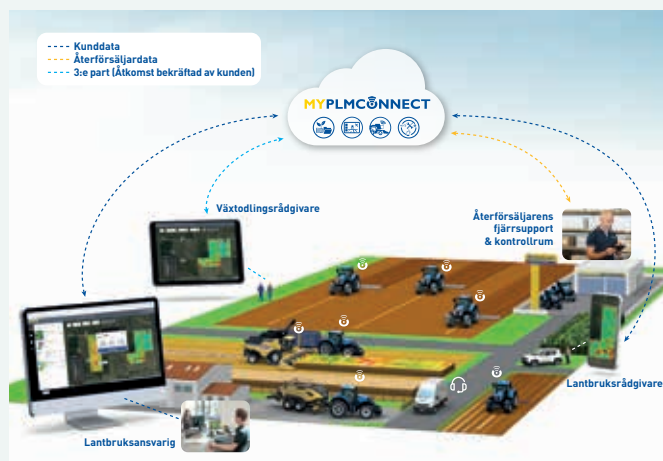 Kunddata
Återförsäljardata
3:e part (Åtkomst bekräftad av kunden)
MYPLMCONNECT
Växtodlingsrådgivare
Återförsäljarens
fjärrsupport
& kontrollrum
Lantbruksrådgivare
Lantbruksansvarig